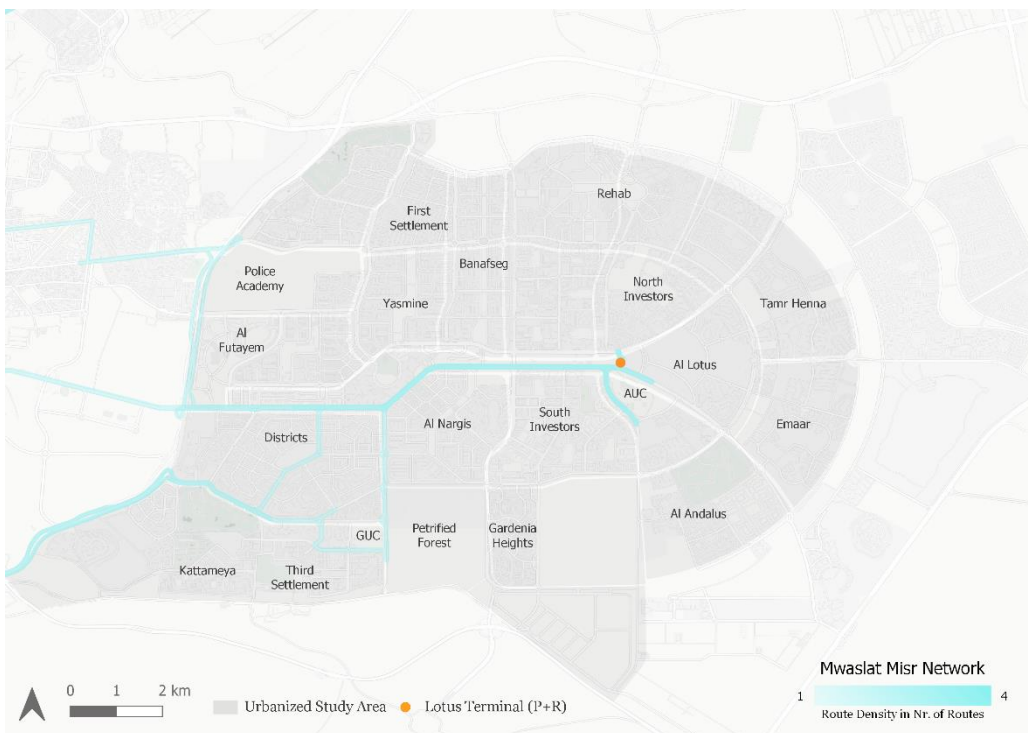 Rehab
First
Settlement
Banafseg
Police
Academy
North
Investors
Yasmine
Tamr Henna
Al
Futayem
Al Lotus
AUC
South
Investors
Al Nargis
Emaar
Districts
Al Andalus
Petrified
Forest
Gardenia
Heights
GUC
Kattameya
Third
Settlement
Mwaslat Misr Network
1 4
Route Density in Nr. of Routes
0 1 2 km
Urbanized Study Area
Lotus Terminal (P+R)